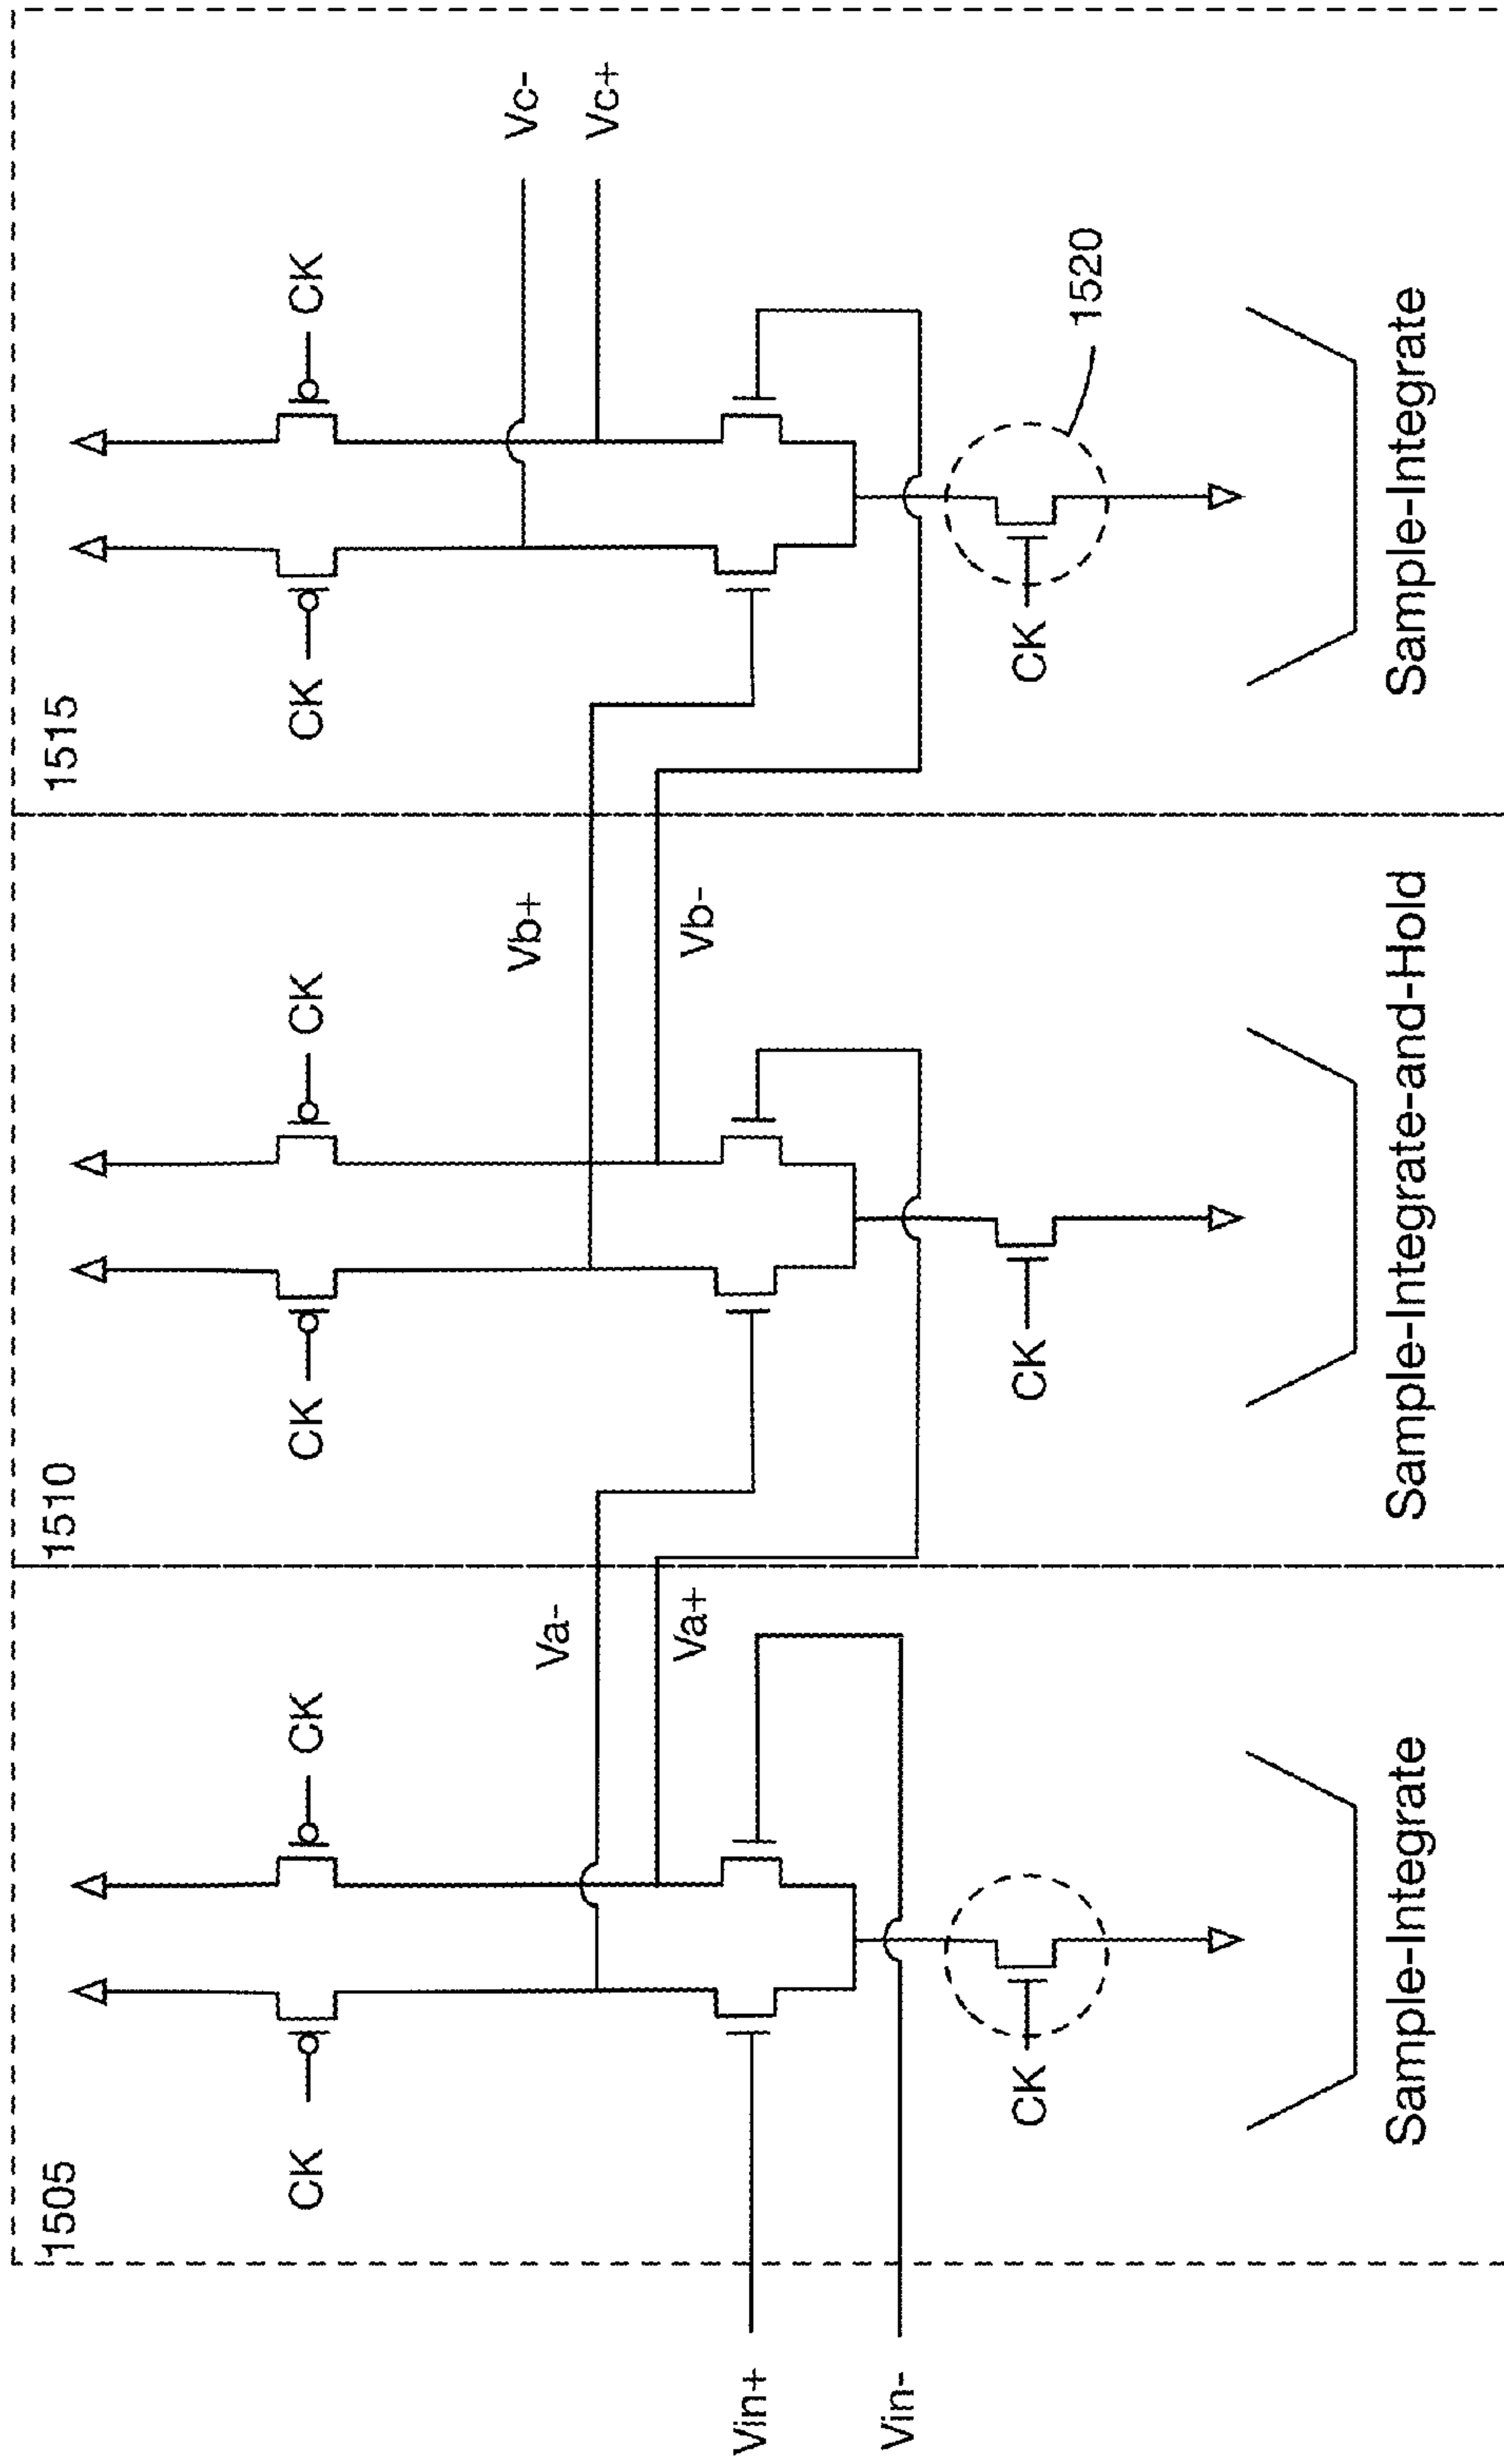 1505
1510
1515
CK
CK
CK
CK
CK
CK
Vc-
Vc+
Vb+
Va-
Va+
Vb-
Vin+
Vin-
CK
CK
CK
1520
Sample-Integrate
Sample-Integrate-and-Hold
Sample-Integrate